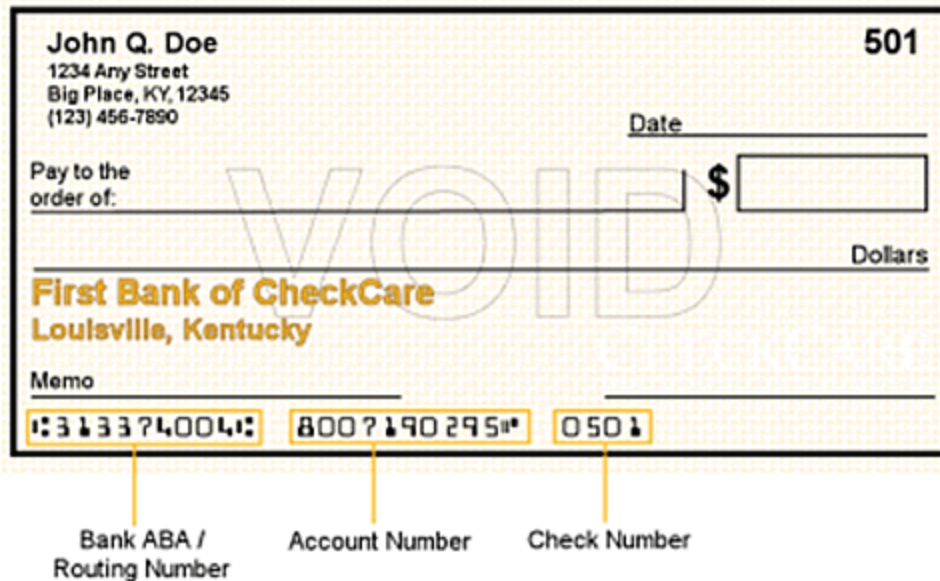 John Q. Doe
501
1234 Any Street
Big Place, KY, 12345
(123) 456-7890
Date
Pay to the
order of:
$
VOID
Dollars
First Bank of CheckCare
Louisville, Kentucky
Memo
⑆313374004⑆ 8007190295⑈ 0501
Bank ABA /
Routing Number
Account Number
Check Number